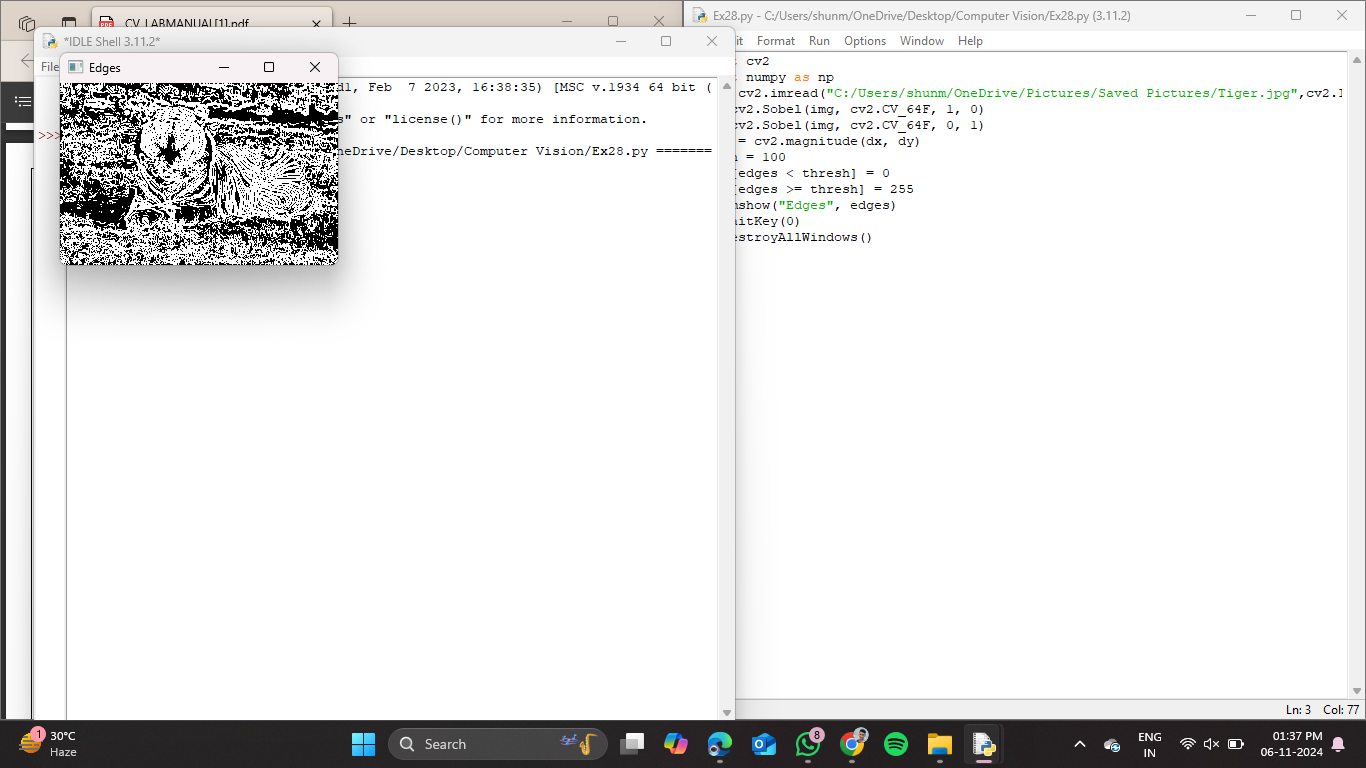 CV_LABMANUAL[1].pdf
*IDLE Shell 3.11.2*
File
Edges
dl, Feb  7 2023, 16:38:35) [MSC v.1934 64 bit (
s" or "license()" for more information.
>>>
neDrive/Desktop/Computer Vision/Ex28.py =======
Ex28.py - C:/Users/shunm/OneDrive/Desktop/Computer Vision/Ex28.py (3.11.2)
it Format Run Options Window Help
cv2
numpy as np
cv2.imread("C:/Users/shunm/OneDrive/Pictures/Saved Pictures/Tiger.jpg",cv2.I
cv2.Sobel(img, cv2.CV_64F, 1, 0)
cv2.Sobel(img, cv2.CV_64F, 0, 1)
= cv2.magnitude(dx, dy)
h = 100
[edges < thresh] = 0
[edges >= thresh] = 255
mshow("Edges", edges)
aitKey(0)
estroyAllWindows()
Ln: 3 Col: 77
1
30°C
Haze
Search
8
ENG
IN
01:37 PM
06-11-2024